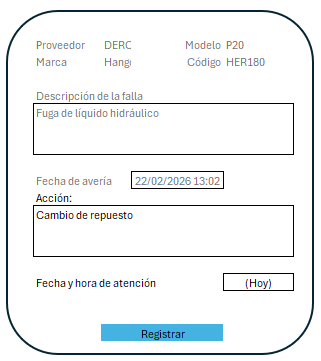 Proveedor DERC Modelo P20
Marca Hang Código HER180
Descripción de la falla
Fuga de líquido hidráulico
Fecha de avería 22/02/2026 13:02
Acción:
Cambio de repuesto
Fecha y hora de atención (Hoy)
Registrar